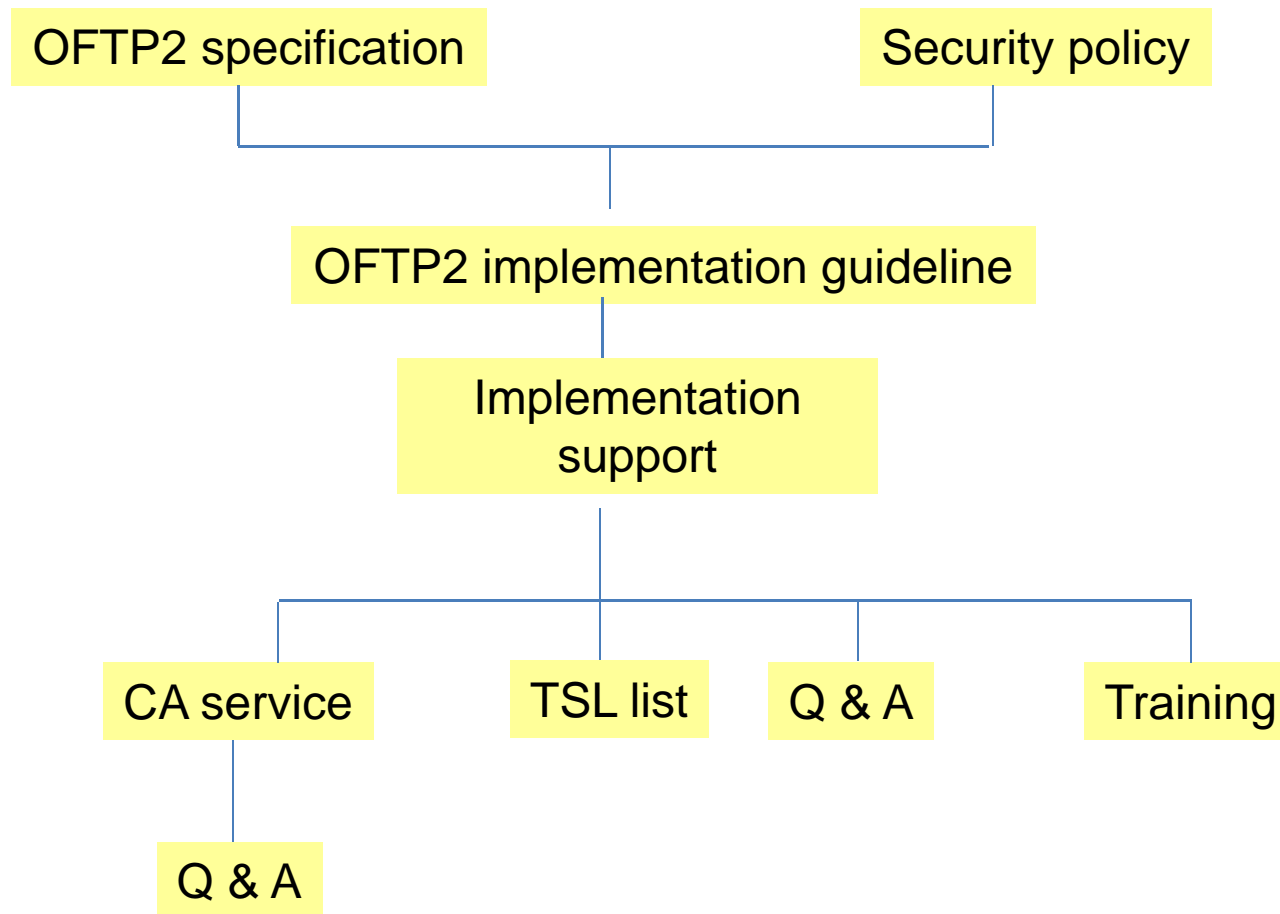 OFTP2 specification
Security policy
OFTP2 implementation guideline
Implementation
support
CA service
TSL list
Q & A
Training
Q & A